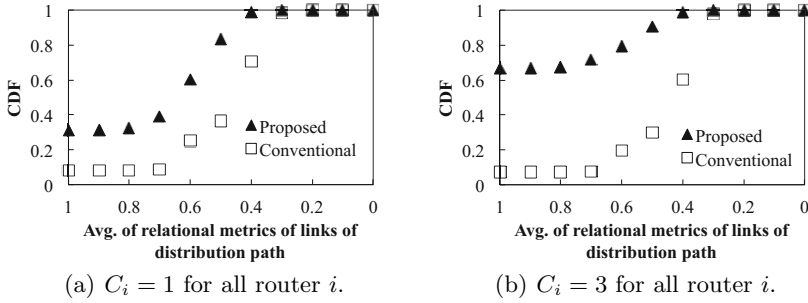 1
0.8
0.6
0.4
0.2
0
CDF
Proposed
Conventional
1 0.8 0.6 0.4 0.2 0
Avg. of relational metrics of links of
distribution path
(a) C_i = 1 for all router i.
1
0.8
0.6
0.4
0.2
0
CDF
Proposed
Conventional
1 0.8 0.6 0.4 0.2 0
Avg. of relational metrics of links of
distribution path
(b) C_i = 3 for all router i.